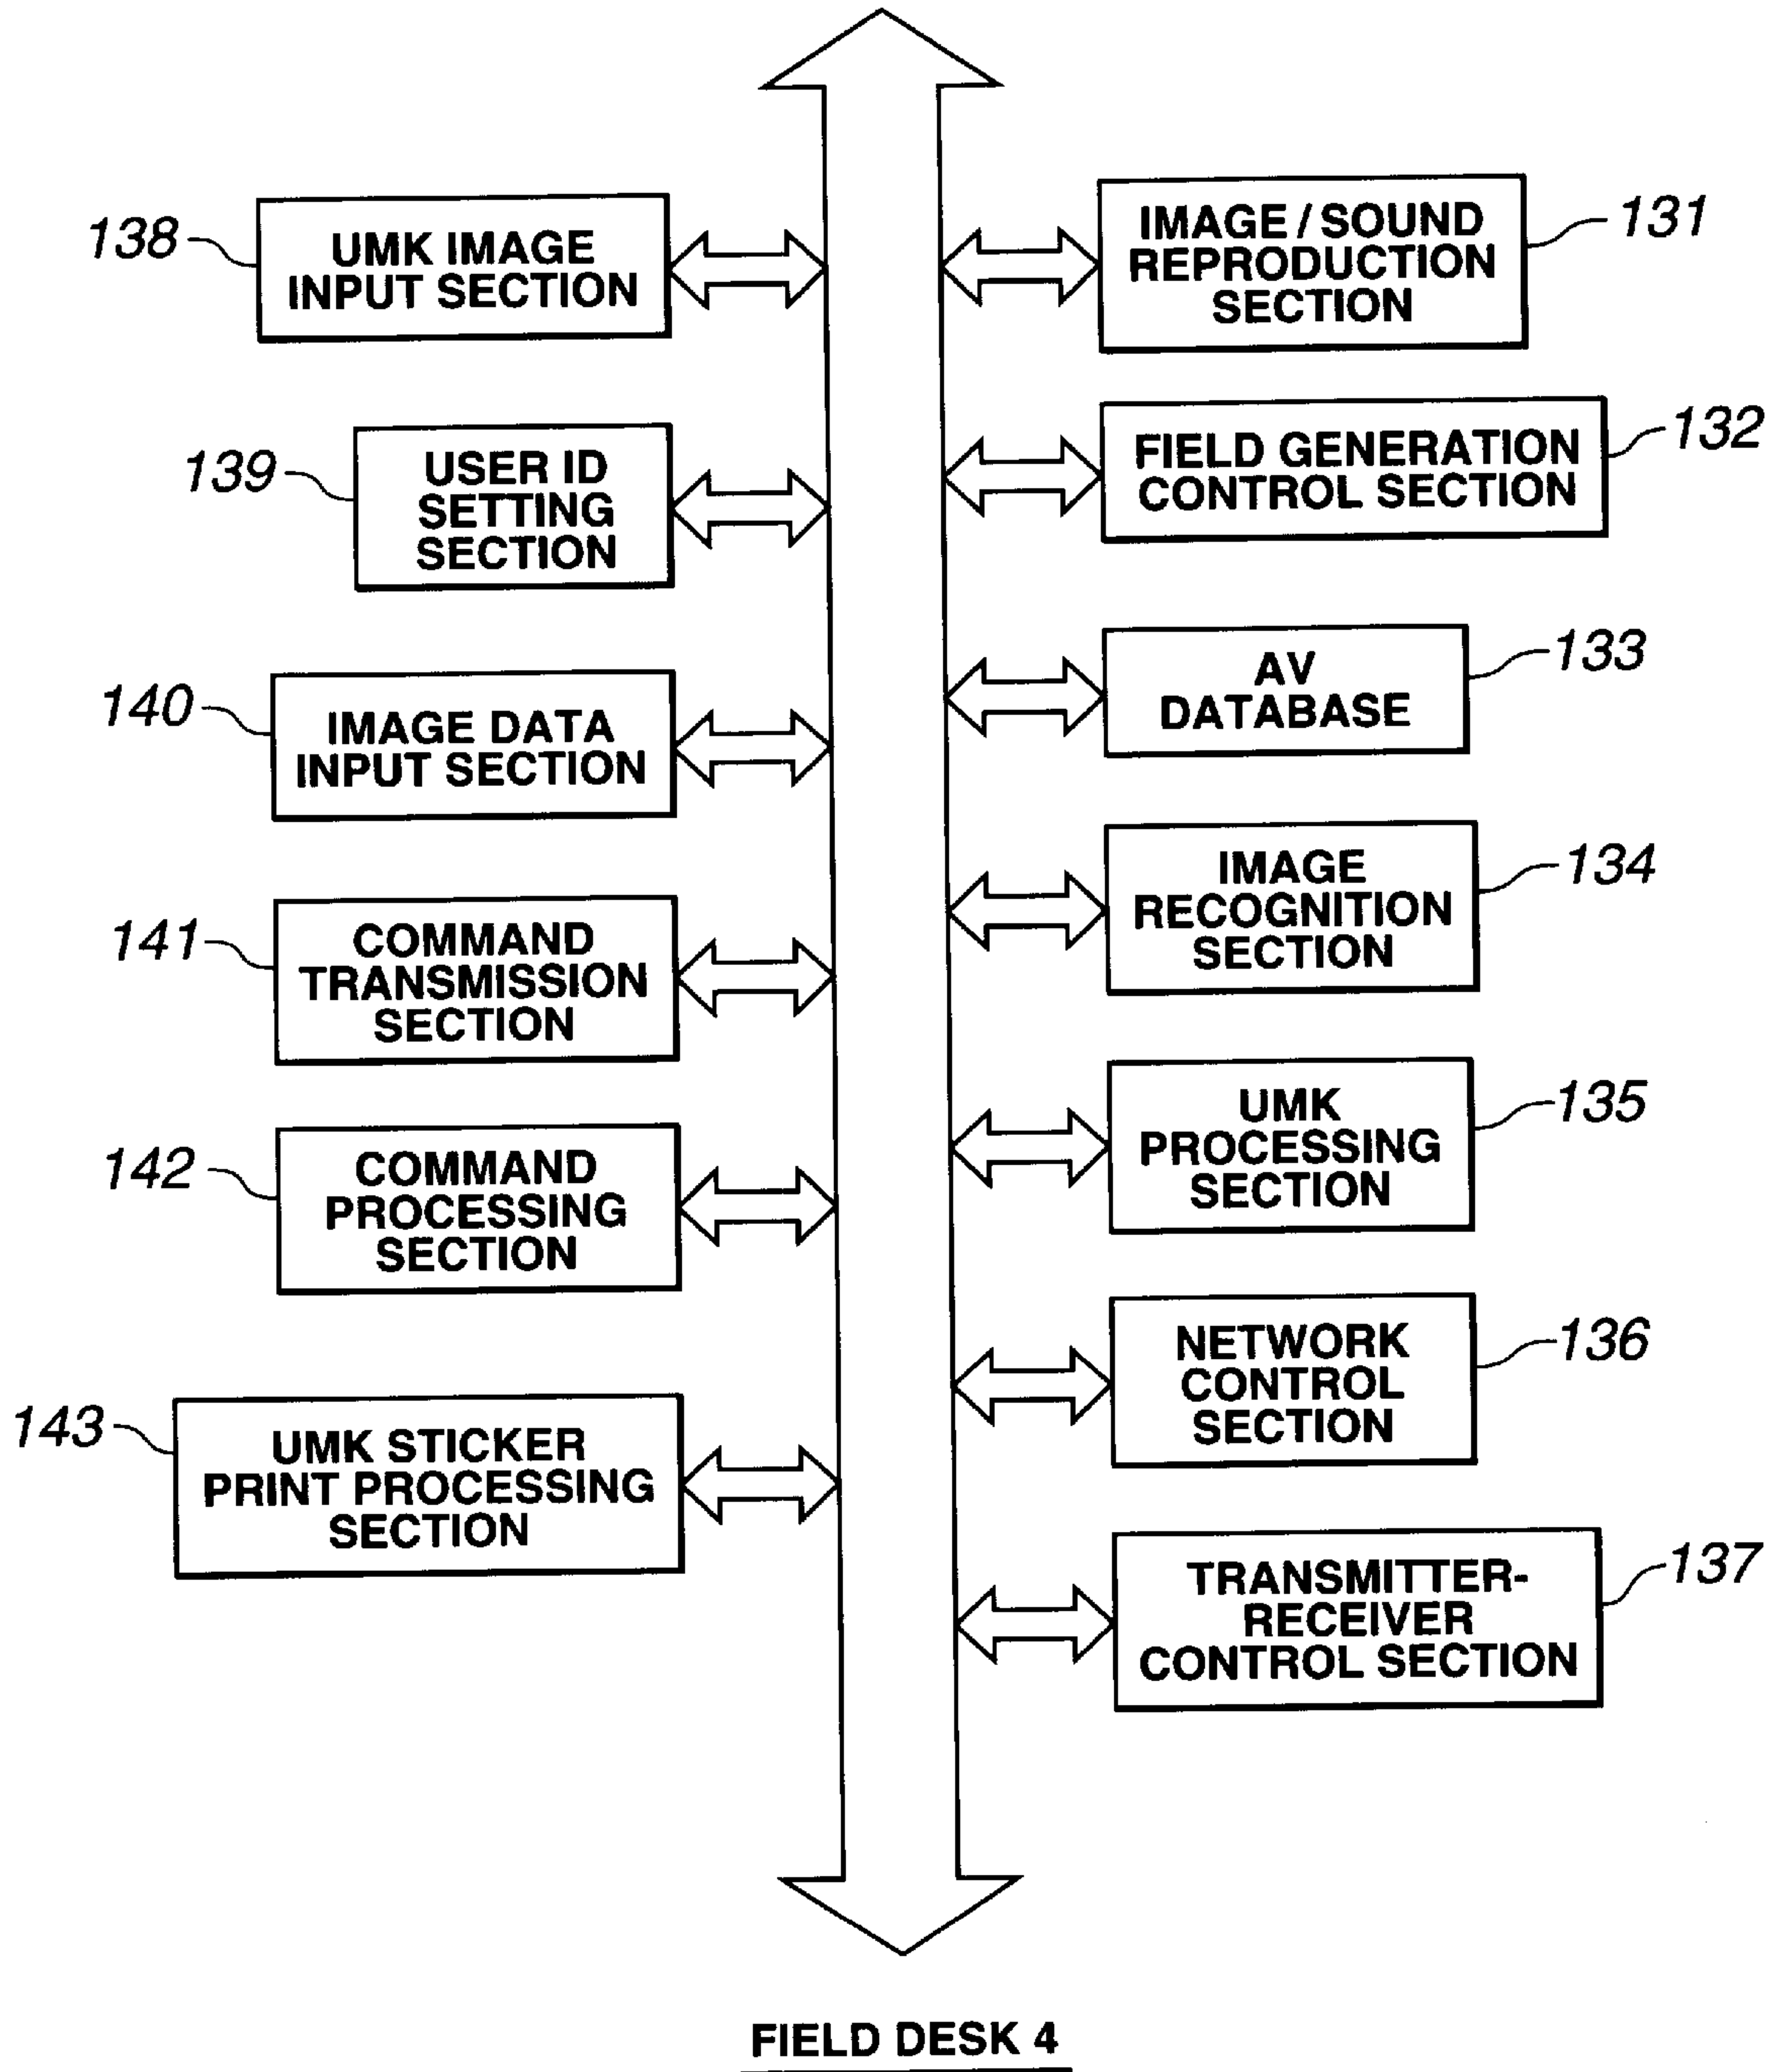 138
UMK IMAGE
INPUT SECTION
139
USER ID
SETTING
SECTION
140
IMAGE DATA
INPUT SECTION
141
COMMAND
TRANSMISSION
SECTION
142
COMMAND
PROCESSING
SECTION
143
UMK STICKER
PRINT PROCESSING
SECTION
IMAGE / SOUND
REPRODUCTION
SECTION
131
FIELD GENERATION
CONTROL SECTION
132
AV
DATABASE
133
IMAGE
RECOGNITION
SECTION
134
UMK
PROCESSING
SECTION
135
NETWORK
CONTROL
SECTION
136
TRANSMITTER-
RECEIVER
CONTROL SECTION
137
FIELD DESK 4